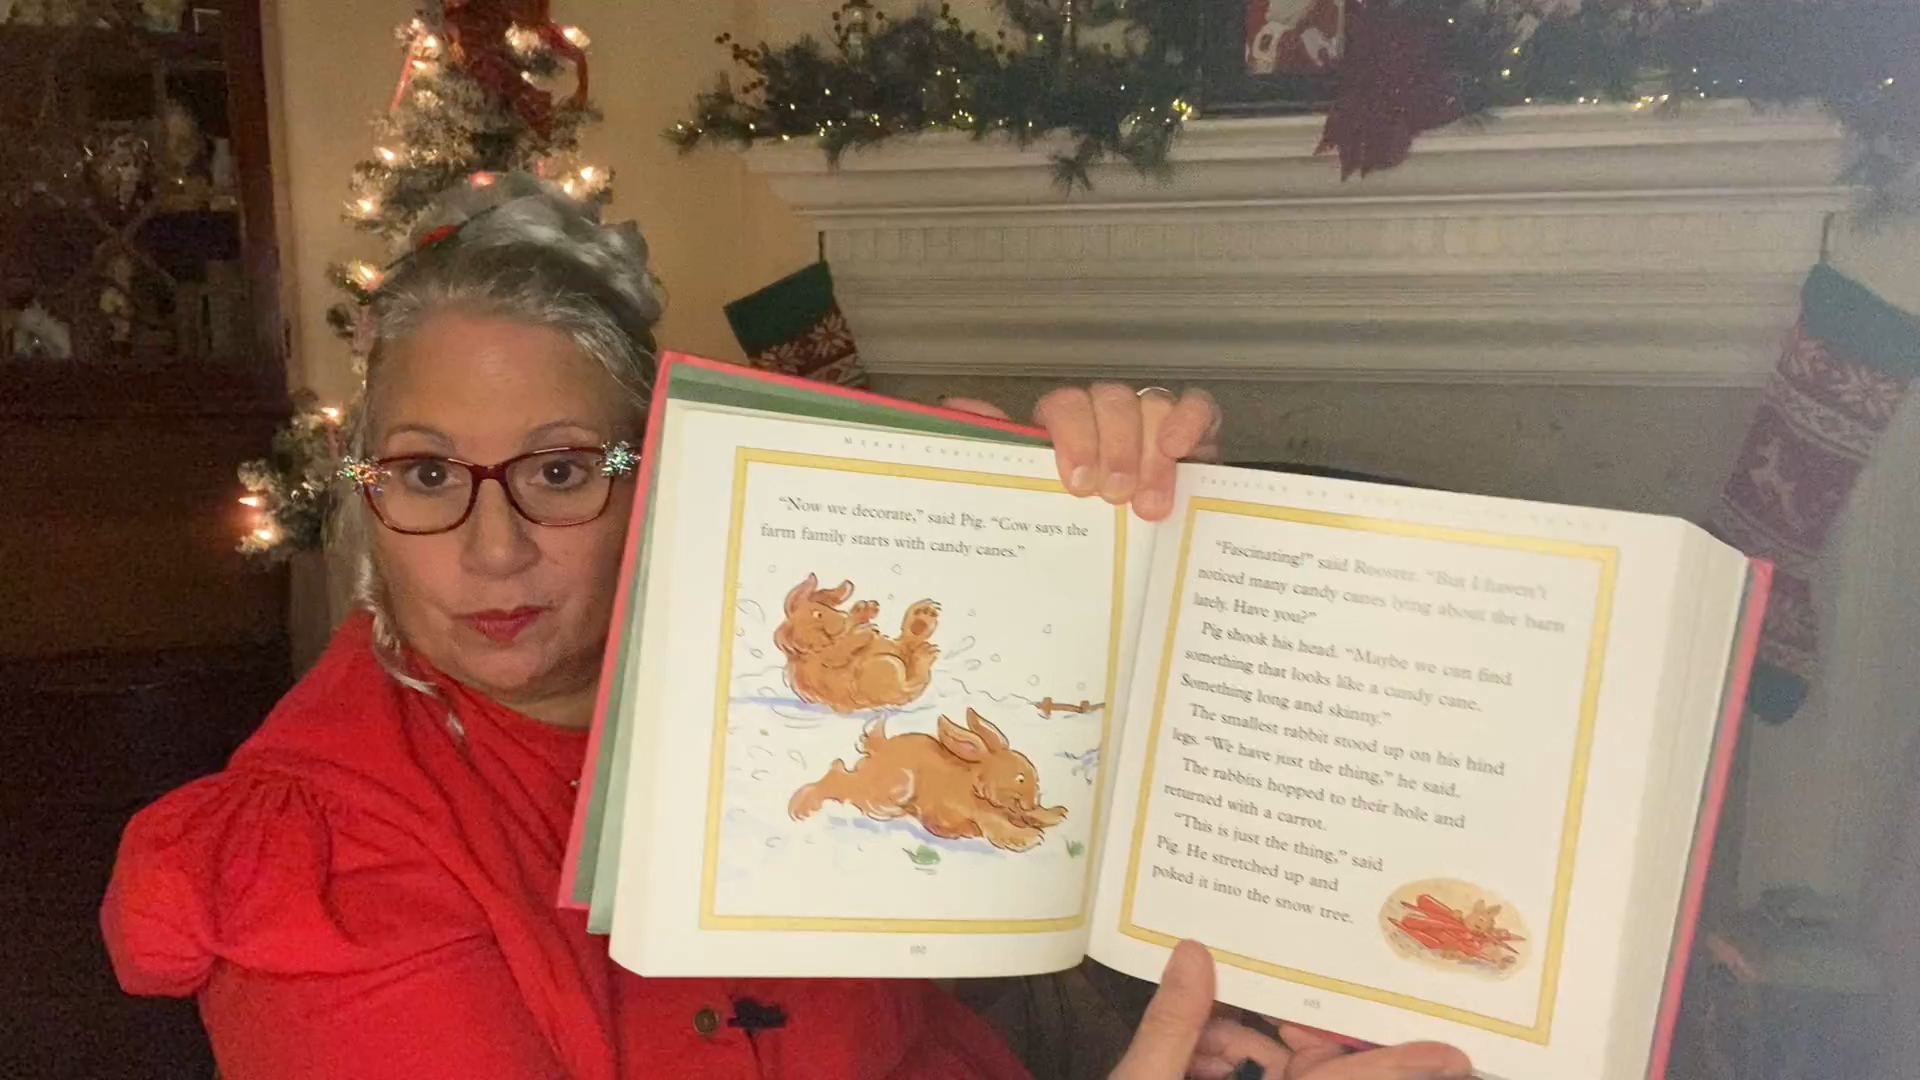 MERRY CHRISTMAS
“Now we decorate,” said Pig. “Cow says the
farm family starts with candy canes.”
“Fascinating!” said Rooster. “But I haven’t
noticed many candy canes lying about the barn
lately. Have you?”
Pig shook his head. “Maybe we can find
something that looks like a candy cane.
Something long and skinny.”
The smallest rabbit stood up on his hind
legs. “We have just the thing,” he said.
The rabbits hopped to their hole and
returned with a carrot.
“This is just the thing,” said
Pig. He stretched up and
poked it into the snow tree.